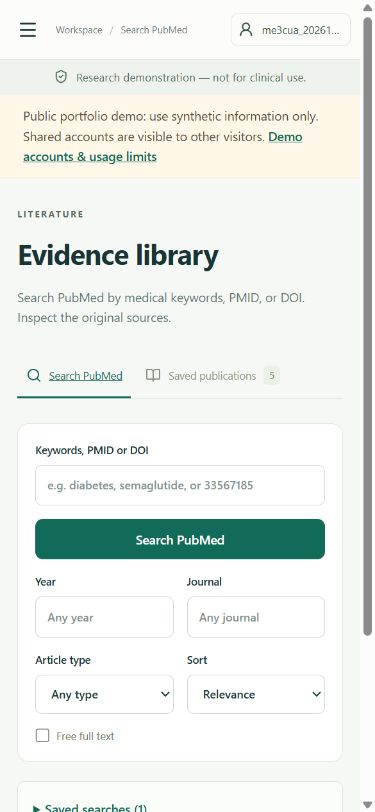 Workspace / Search PubMed
me3cua_20261...
Research demonstration — not for clinical use.
Public portfolio demo: use synthetic information only.
Shared accounts are visible to other visitors. Demo
accounts & usage limits
LITERATURE
Evidence library
Search PubMed by medical keywords, PMID, or DOI.
Inspect the original sources.
Search PubMed
Saved publications 5
Keywords, PMID or DOI
e.g. diabetes, semaglutide, or 33567185
Search PubMed
Year
Journal
Any year
Any journal
Article type
Sort
Any type
Relevance
Free full text
Saved searches (1)